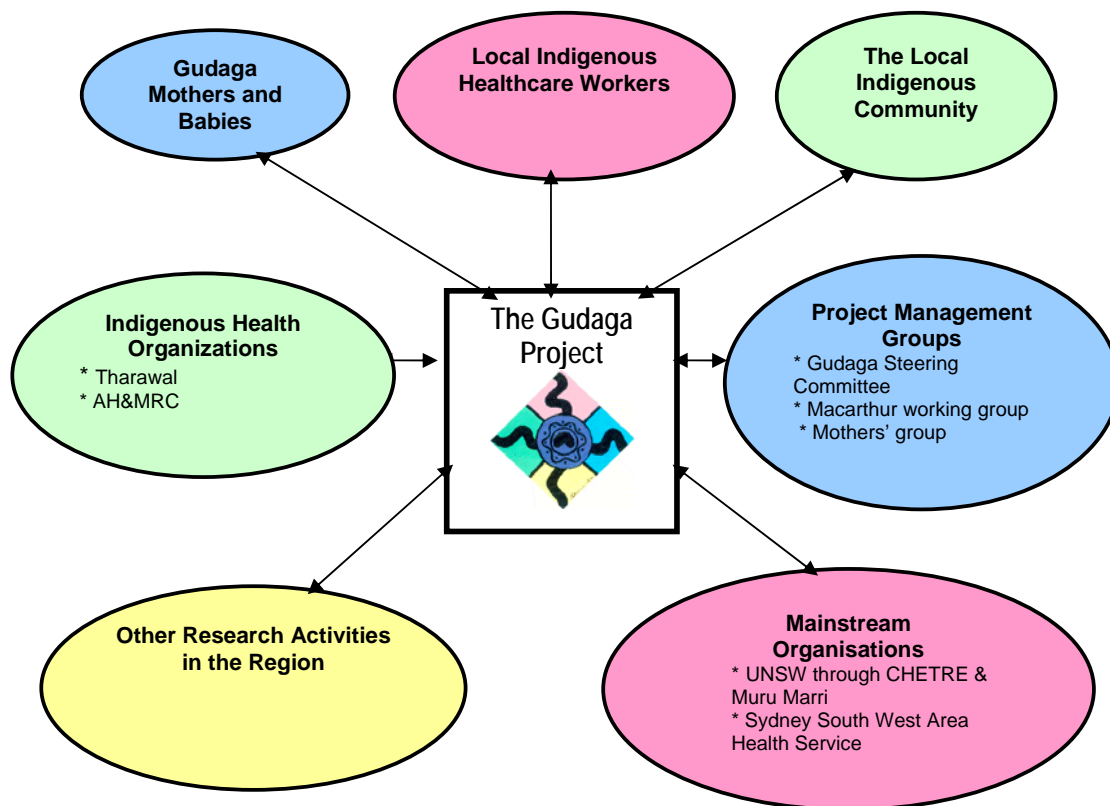 Gudaga
Mothers and
Babies
Local Indigenous
Healthcare Workers
The Local
Indigenous
Community
Indigenous Health
Organizations
* Tharawal
* AH&MRC
The Gudaga
Project
Project Management
Groups
* Gudaga Steering
Committee
* Macarthur working group
* Mothers' group
Other Research Activities
in the Region
Mainstream
Organisations
* UNSW through CHETRE &
Muru Marri
* Sydney South West Area
Health Service